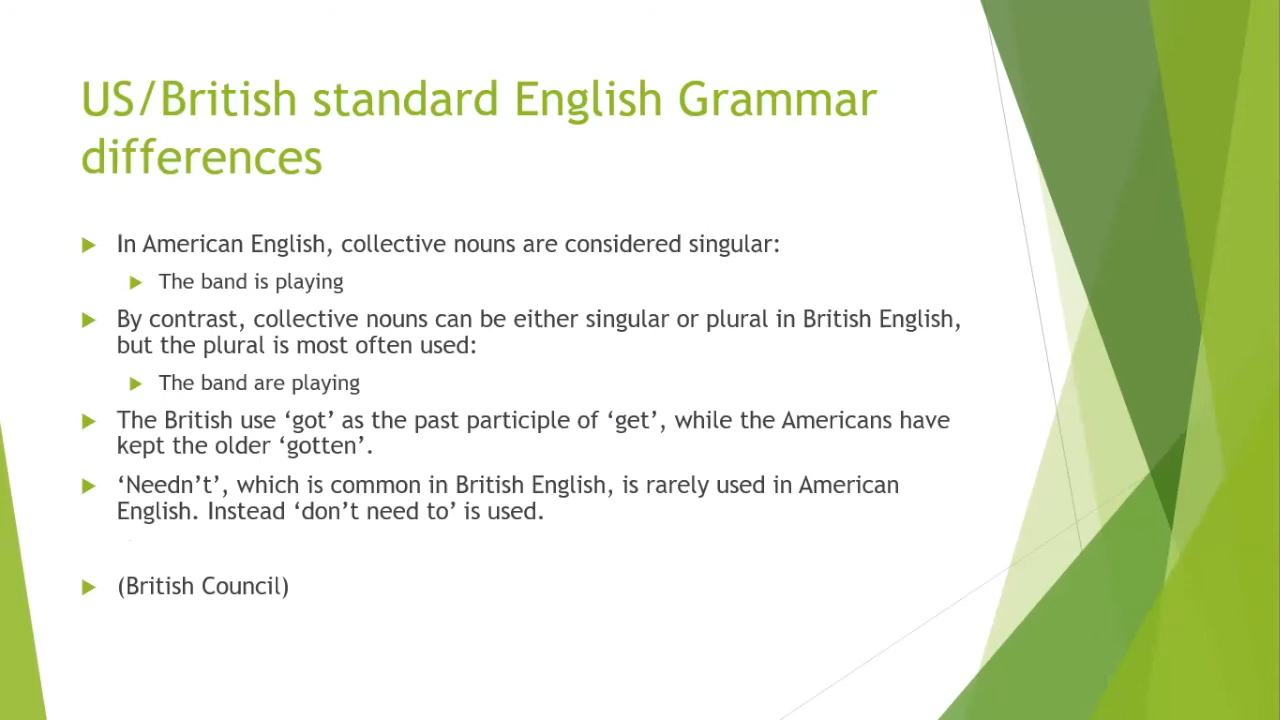 US/British standard English Grammar
differences
In American English, collective nouns are considered singular:
The band is playing
By contrast, collective nouns can be either singular or plural in British English,
but the plural is most often used:
The band are playing
The British use ‘got’ as the past participle of ‘get’, while the Americans have
kept the older ‘gotten’.
‘Needn’t’, which is common in British English, is rarely used in American
English. Instead ‘don’t need to’ is used.
(British Council)